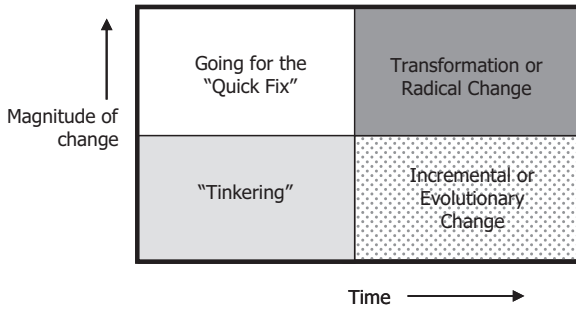 Going for the
“Quick Fix”
Transformation or
Radical Change
Magnitude of
change
“Tinkering”
Incremental or
Evolutionary
Change
Time